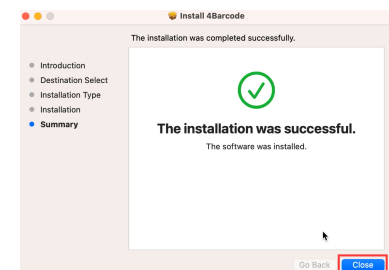 Install 4Barcode
The installation was completed successfully.
Introduction
Destination Select
Installation Type
Installation
Summary
The installation was successful.
The software was installed.
Go Back
Close